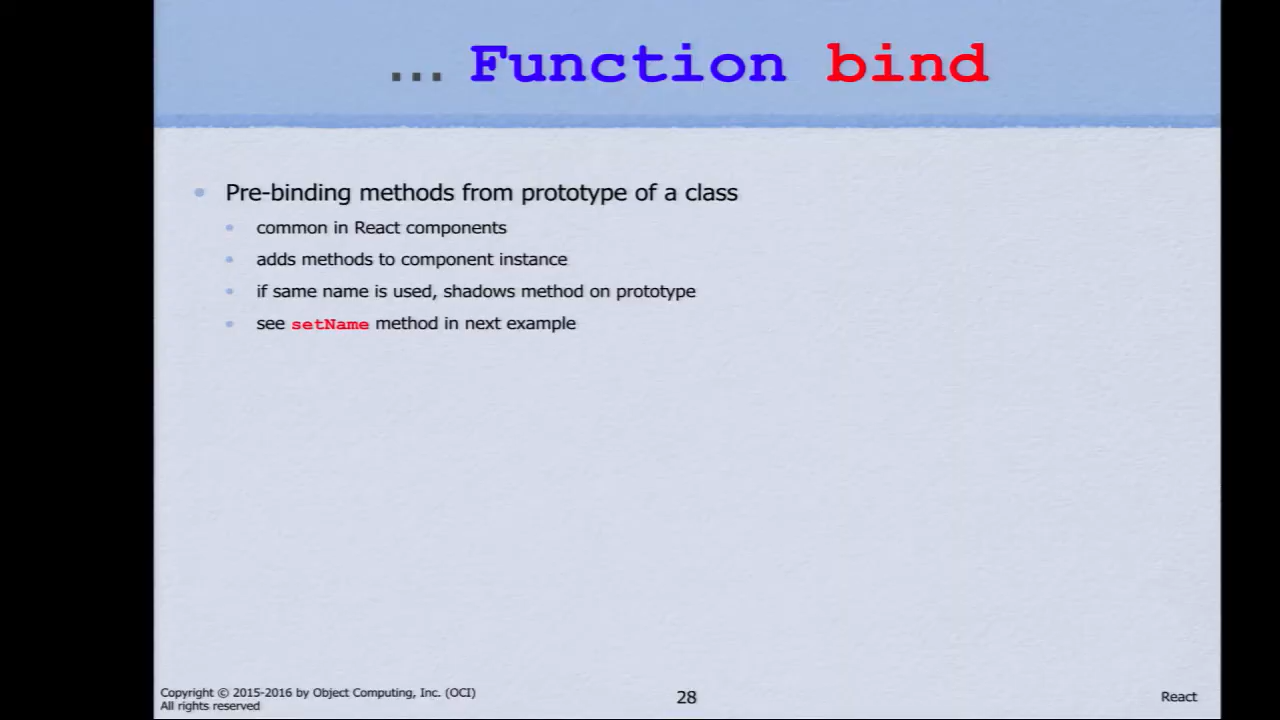 ... Function bind
Pre-binding methods from prototype of a class
common in React components
adds methods to component instance
if same name is used, shadows method on prototype
see setName method in next example
Copyright © 2015-2016 by Object Computing, Inc. (OCI)
All rights reserved
28
React